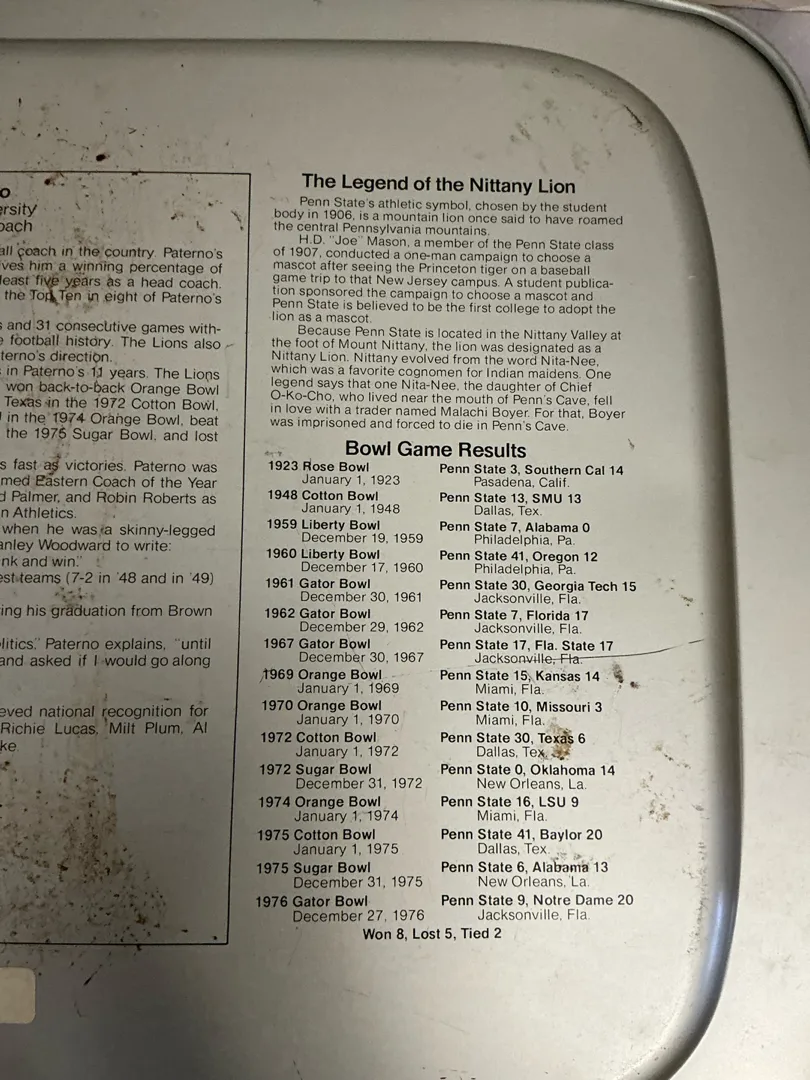 o
ersity
oach
all coach in the country. Paterno's
ves him a winning percentage of
least five years as a head coach.
the Top Ten in eight of Paterno's
s and 31 consecutive games with-
e football history. The Lions also
terno's direction.
s in Paterno's 11 years. The Lions
won back-to-back Orange Bowl
Texas in the 1972 Cotton Bowl,
in the 1974 Orange Bowl, beat
the 1975 Sugar Bowl, and lost
s fast as victories. Paterno was
med Eastern Coach of the Year
d Palmer, and Robin Roberts as
n Athletics.
when he was a skinny-legged
anley Woodward to write:
nk and win."
est teams (7-2 in '48 and in '49)
ring his graduation from Brown
olitics," Paterno explains, "until
and asked if I would go along
eved national recognition for
Richie Lucas, Milt Plum, Al
ke.
The Legend of the Nittany Lion
Penn State's athletic symbol, chosen by the student
body in 1906, is a mountain lion once said to have roamed
the central Pennsylvania mountains.
H.D. "Joe" Mason, a member of the Penn State class
of 1907, conducted a one-man campaign to choose a
mascot after seeing the Princeton tiger on a baseball
game trip to that New Jersey campus. A student publica-
tion sponsored the campaign to choose a mascot and
Penn State is believed to be the first college to adopt the
lion as a mascot.
Because Penn State is located in the Nittany Valley at
the foot of Mount Nittany, the lion was designated as a
Nittany Lion. Nittany evolved from the word Nita-Nee,
which was a favorite cognomen for Indian maidens. One
legend says that one Nita-Nee, the daughter of Chief
O-Ko-Cho, who lived near the mouth of Penn's Cave, fell
in love with a trader named Malachi Boyer. For that, Boyer
was imprisoned and forced to die in Penn's Cave.
Bowl Game Results
1923 Rose Bowl Penn State 3, Southern Cal 14
January 1, 1923 Pasadena, Calif.
1948 Cotton Bowl Penn State 13, SMU 13
January 1, 1948 Dallas, Tex.
1959 Liberty Bowl Penn State 7, Alabama 0
December 19, 1959 Philadelphia, Pa.
1960 Liberty Bowl Penn State 41, Oregon 12
December 17, 1960 Philadelphia, Pa.
1961 Gator Bowl Penn State 30, Georgia Tech 15
December 30, 1961 Jacksonville, Fla.
1962 Gator Bowl Penn State 7, Florida 17
December 29, 1962 Jacksonville, Fla.
1967 Gator Bowl Penn State 17, Fla. State 17
December 30, 1967 Jacksonville, Fla.
1969 Orange Bowl Penn State 15, Kansas 14
January 1, 1969 Miami, Fla.
1970 Orange Bowl Penn State 10, Missouri 3
January 1, 1970 Miami, Fla.
1972 Cotton Bowl Penn State 30, Texas 6
January 1, 1972 Dallas, Tex.
1972 Sugar Bowl Penn State 0, Oklahoma 14
December 31, 1972 New Orleans, La.
1974 Orange Bowl Penn State 16, LSU 9
January 1, 1974 Miami, Fla.
1975 Cotton Bowl Penn State 41, Baylor 20
January 1, 1975 Dallas, Tex.
1975 Sugar Bowl Penn State 6, Alabama 13
December 31, 1975 New Orleans, La.
1976 Gator Bowl Penn State 9, Notre Dame 20
December 27, 1976 Jacksonville, Fla.
Won 8, Lost 5, Tied 2